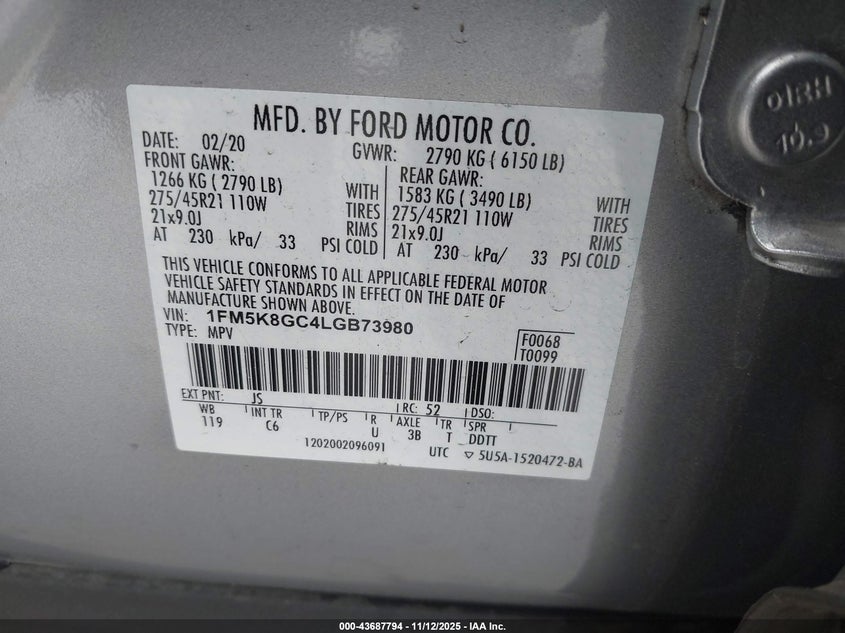 MFD. BY FORD MOTOR CO.
DATE: 02/20 GVWR: 2790 KG ( 6150 LB)
FRONT GAWR: REAR GAWR:
1266 KG ( 2790 LB) WITH 1583 KG ( 3490 LB) WITH
275/45R21 110W TIRES 275/45R21 110W TIRES
21x9.0J RIMS 21x9.0J RIMS
AT 230 kPa/ 33 PSI COLD AT 230 kPa/ 33 PSI COLD
THIS VEHICLE CONFORMS TO ALL APPLICABLE FEDERAL MOTOR
VEHICLE SAFETY STANDARDS IN EFFECT ON THE DATE OF
MANUFACTURE SHOWN ABOVE.
VIN: 1FM5K8GC4LGB73980
TYPE: MPV
F0068
T0099
EXT PNT: JS RC: 52 DSO:
WB INT TR TP/PS R AXLE TR SPR
119 C6 U 3B T DDTT
1202002096091 UTC ▽ 5U5A-1520472-BA
01RH
10.9
000-43687794 - 11/12/2025 - IAA Inc.